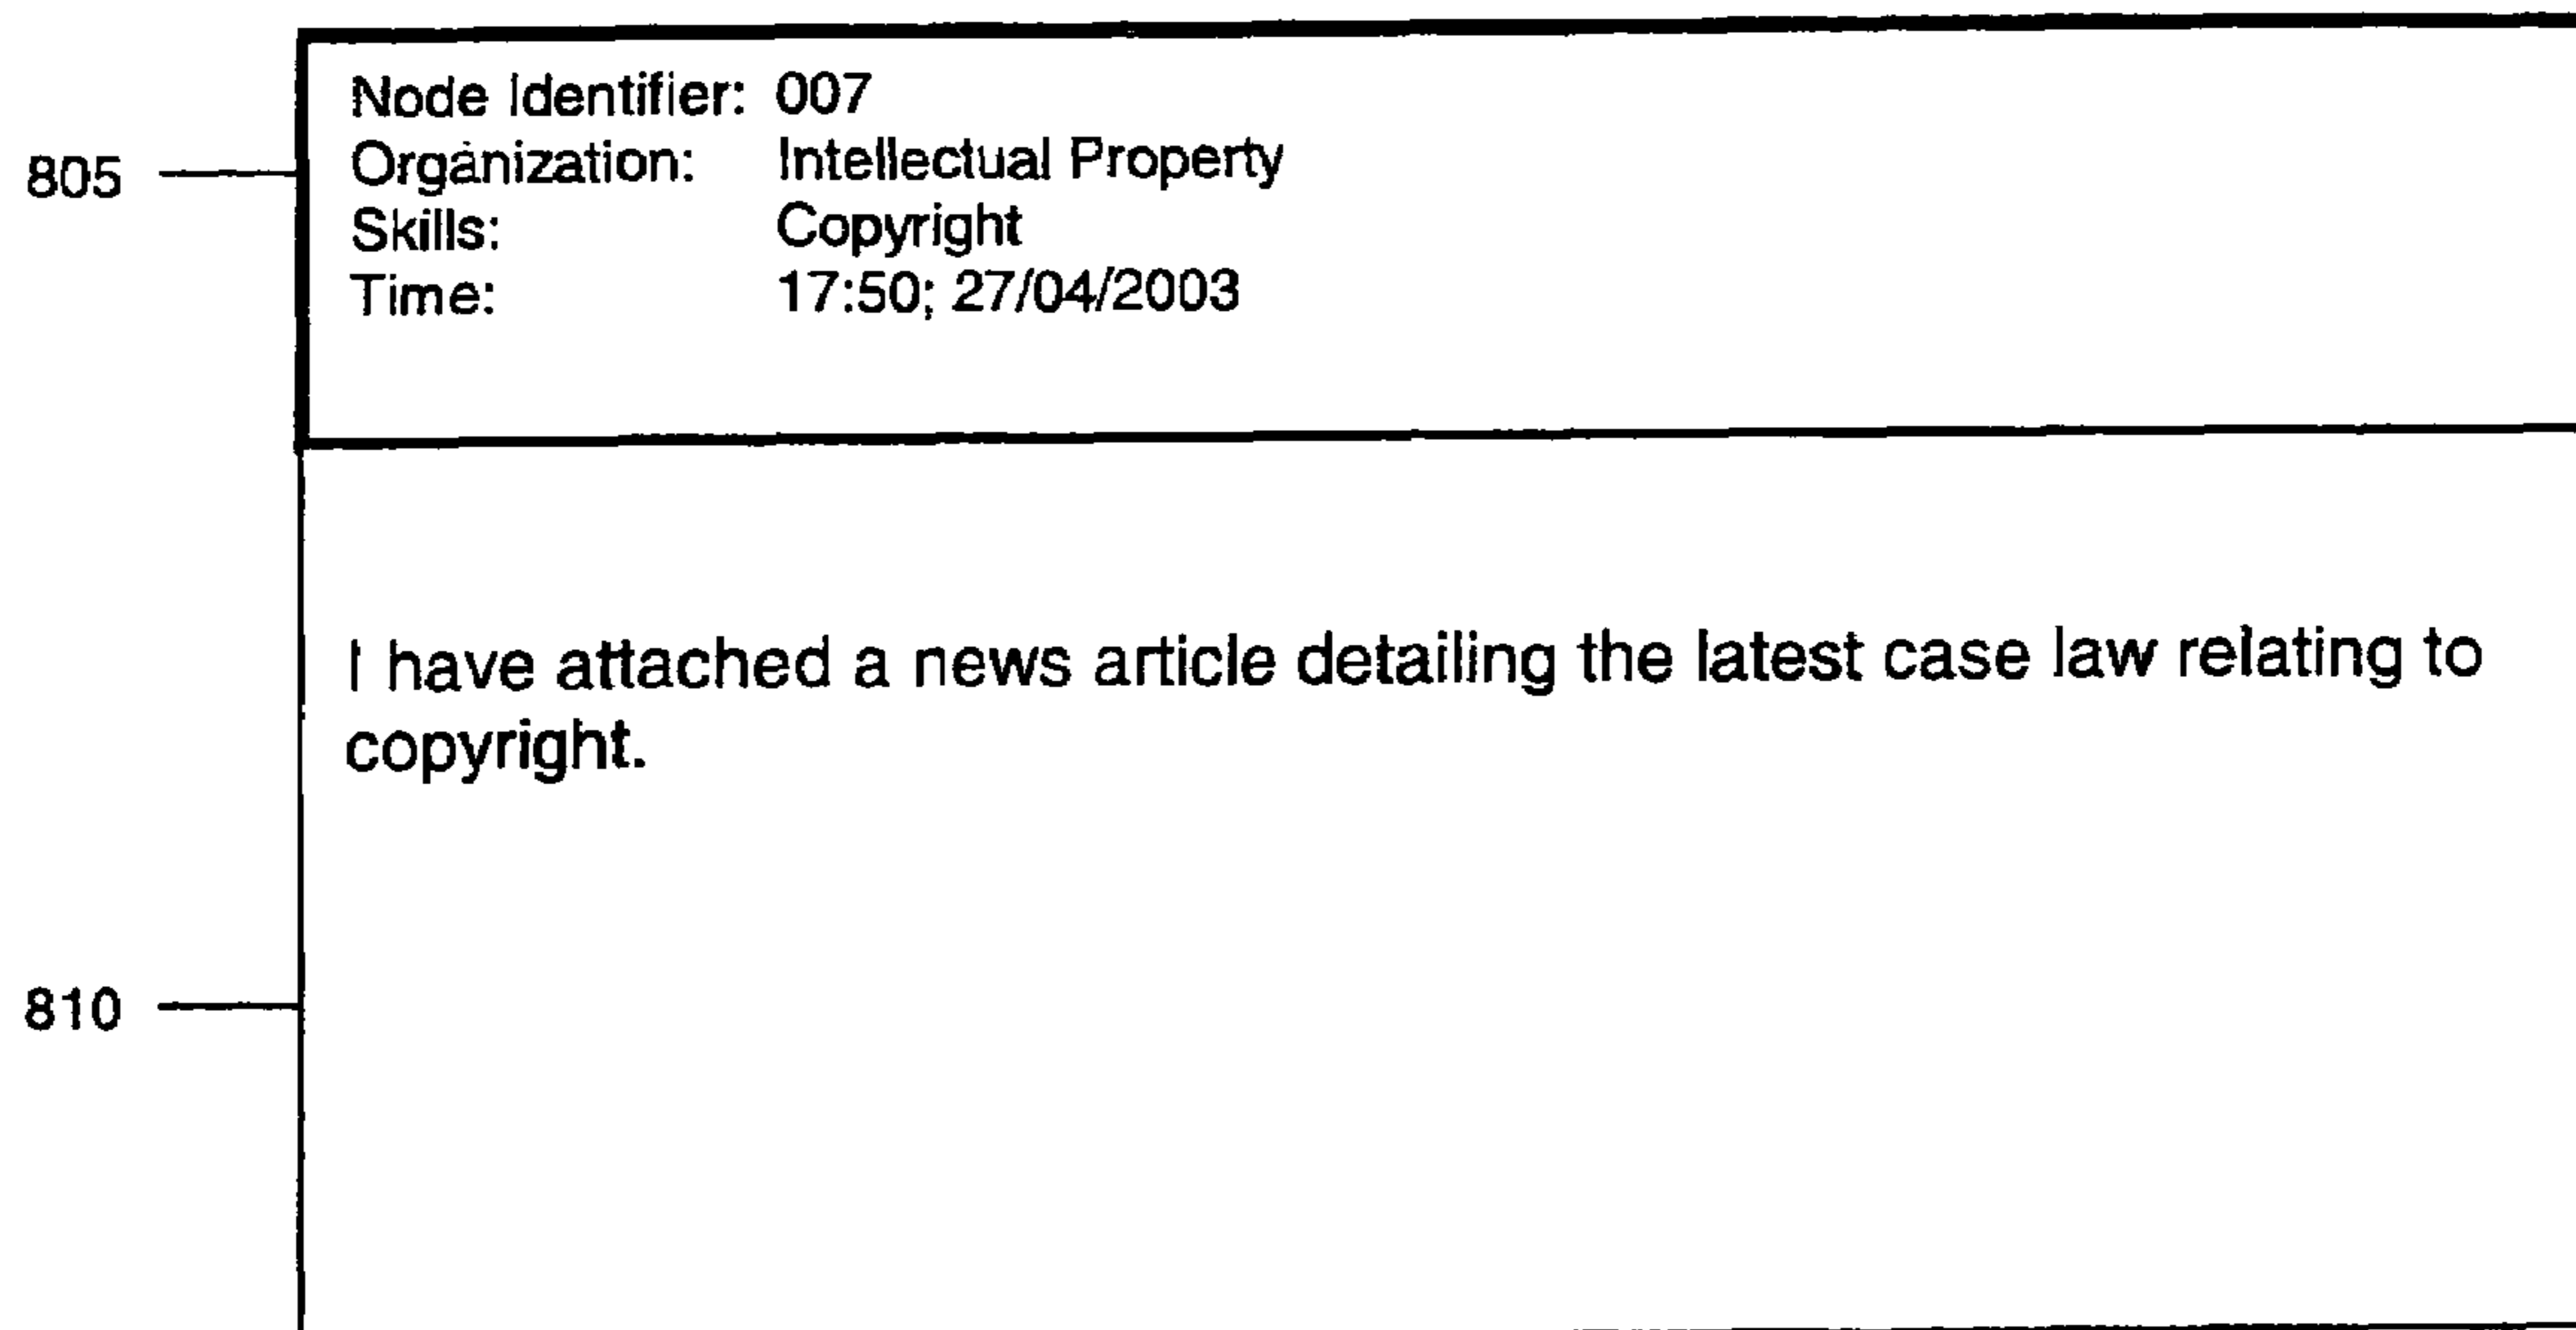 Node Identifier: 007
805
Organization: Intellectual Property
Skills: Copyright
Time: 17:50; 27/04/2003
I have attached a news article detailing the latest case law relating to
copyright.
810